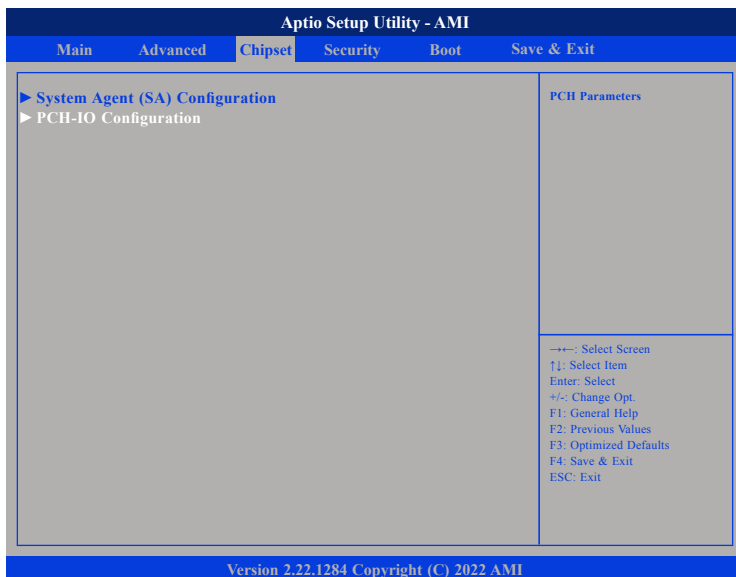 Aptio Setup Utility - AMI
Main Advanced Chipset Security Boot Save & Exit
►System Agent (SA) Configuration
►PCH-IO Configuration
PCH Parameters
→←: Select Screen
↑↓: Select Item
Enter: Select
+/-: Change Opt.
F1: General Help
F2: Previous Values
F3: Optimized Defaults
F4: Save & Exit
ESC: Exit
Version 2.22.1284 Copyright (C) 2022 AMI